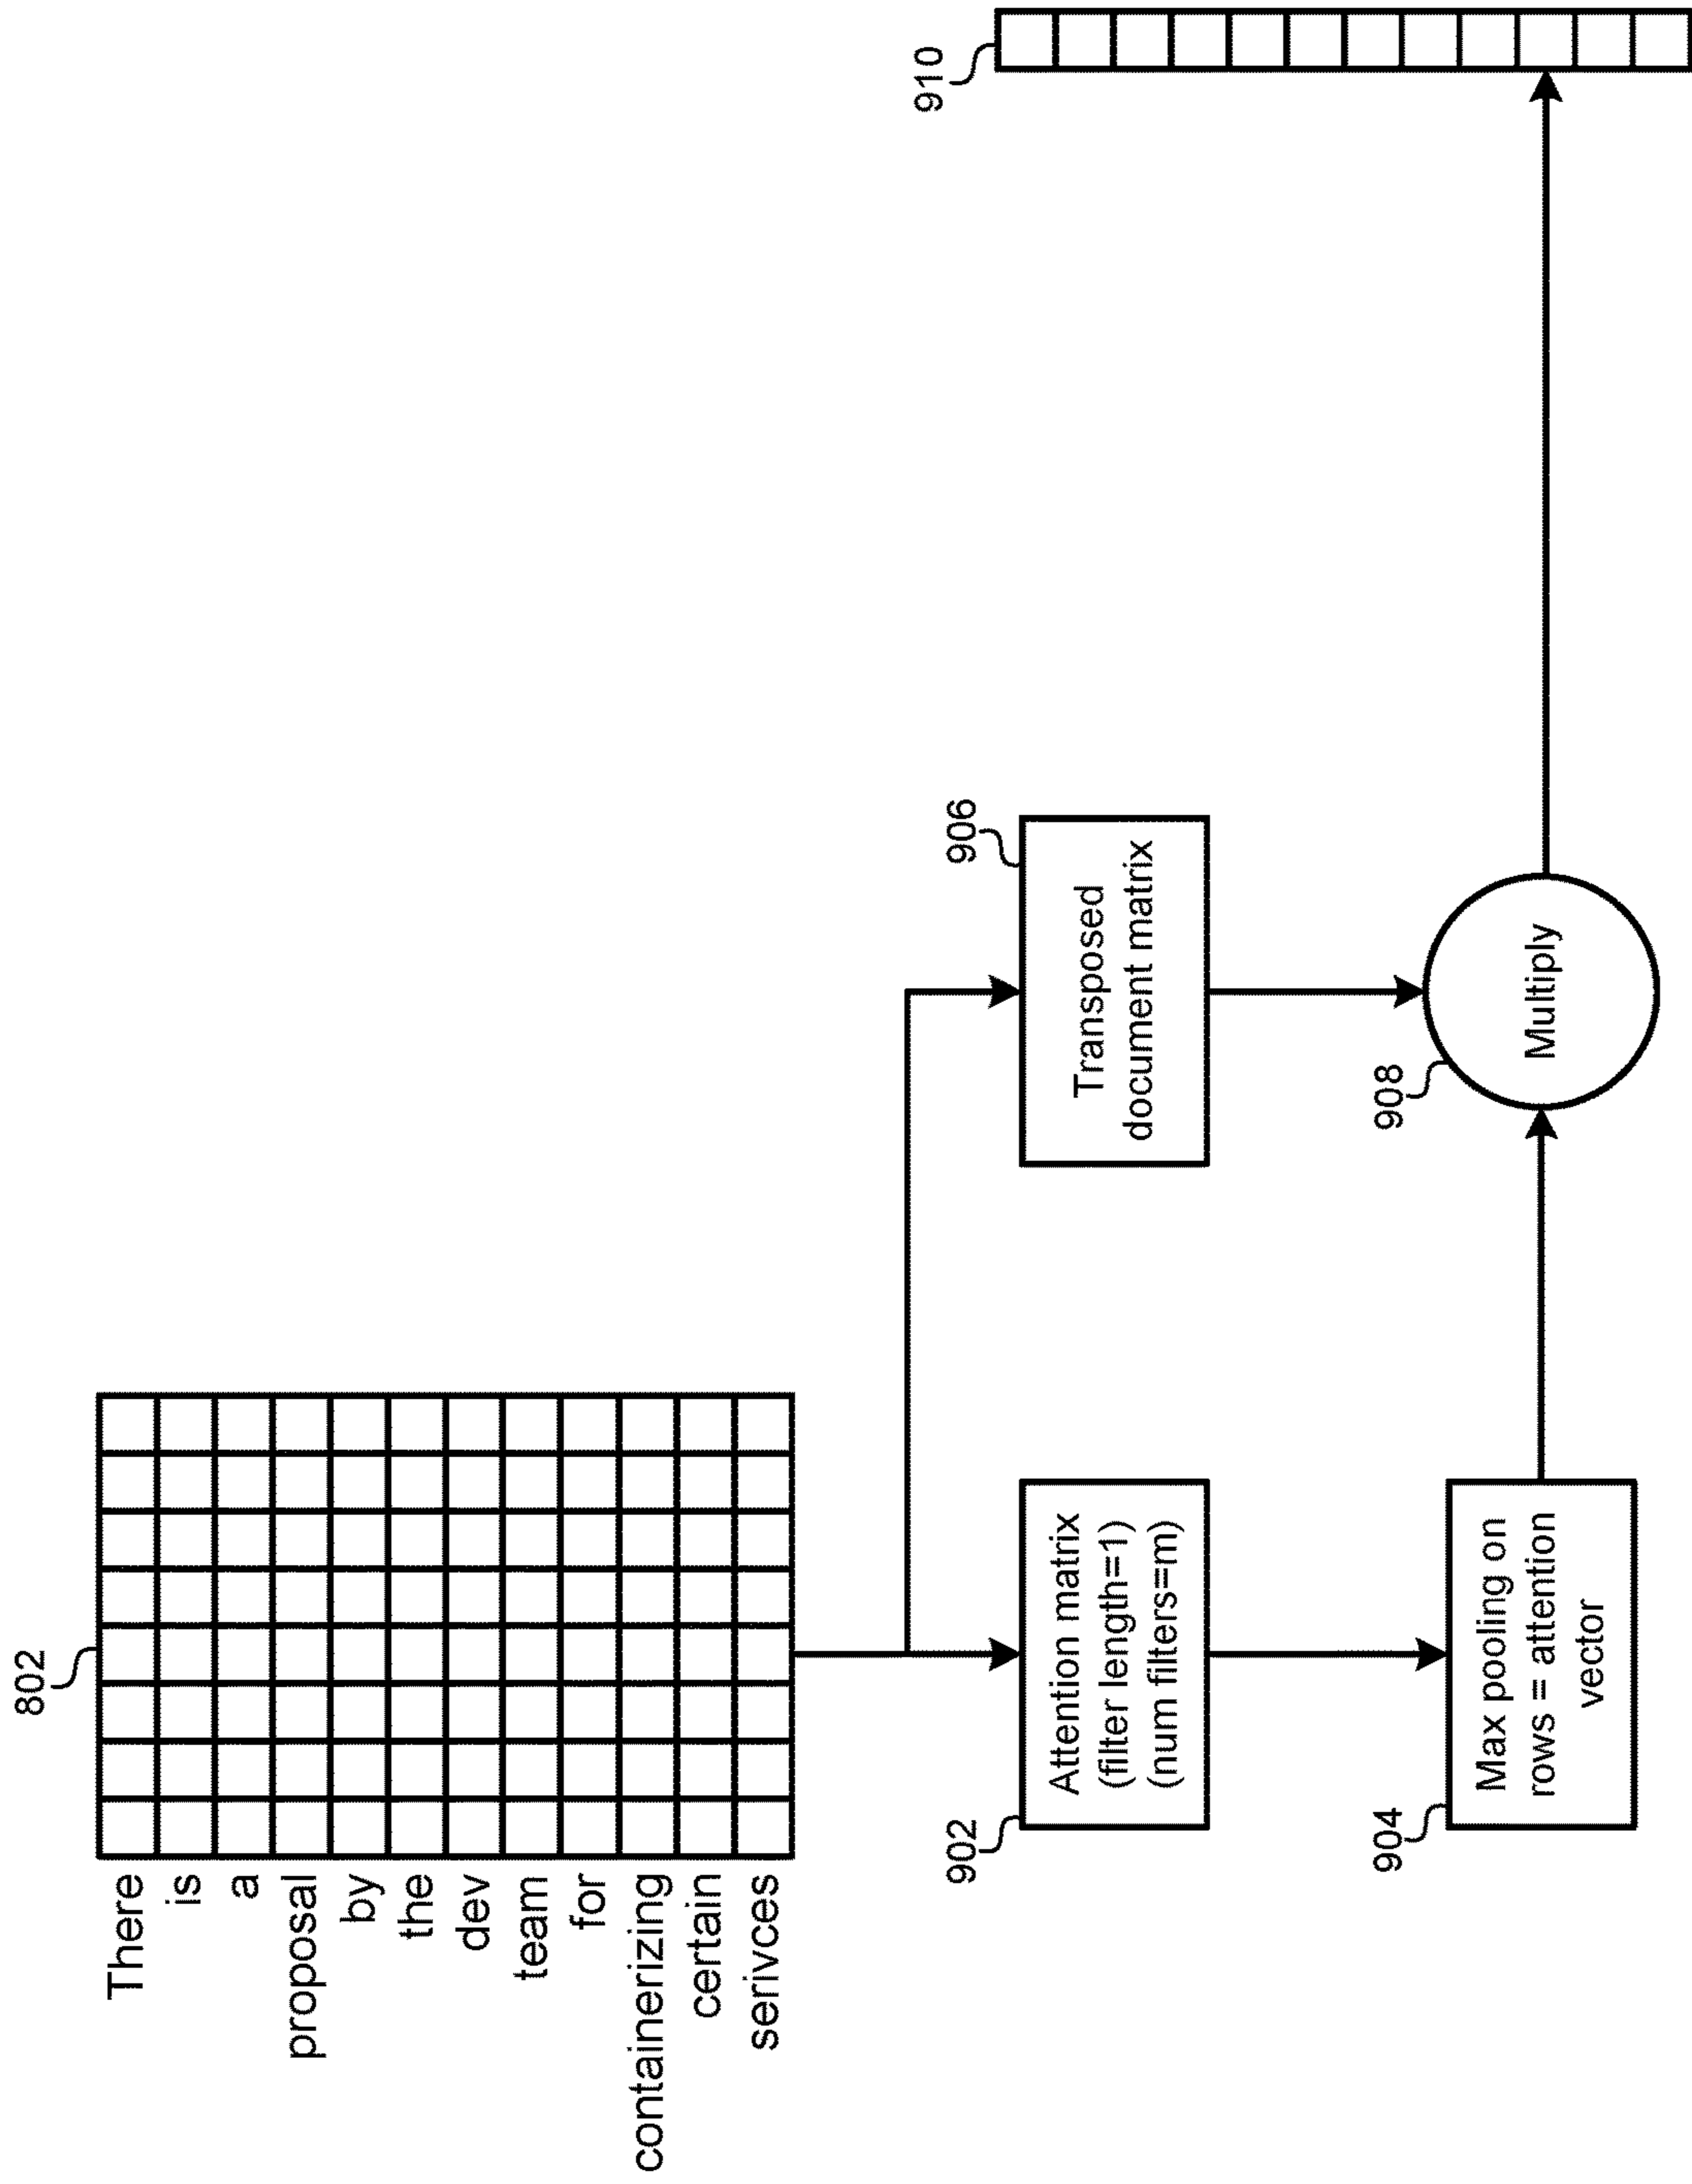 802
There
is
a
proposal
by
the
dev
team
for
containerizing
certain
serivces
902
Attention matrix
(filter length=1)
(num filters=m)
906
Transposed
document matrix
904
Max pooling on
rows = attention
vector
908
Multiply
910